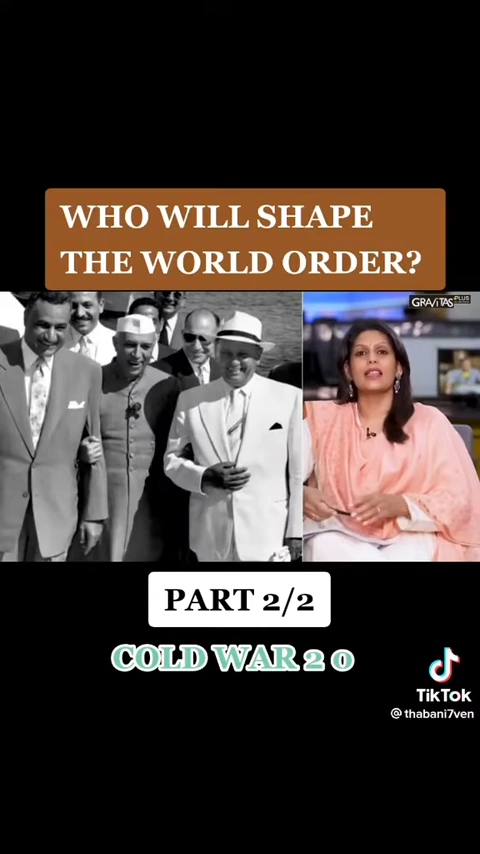 WHO WILL SHAPE
THE WORLD ORDER?
GRAVITAS PLUS
PART 2/2
COLD WAR 2 0
TikTok
@thabani7ven